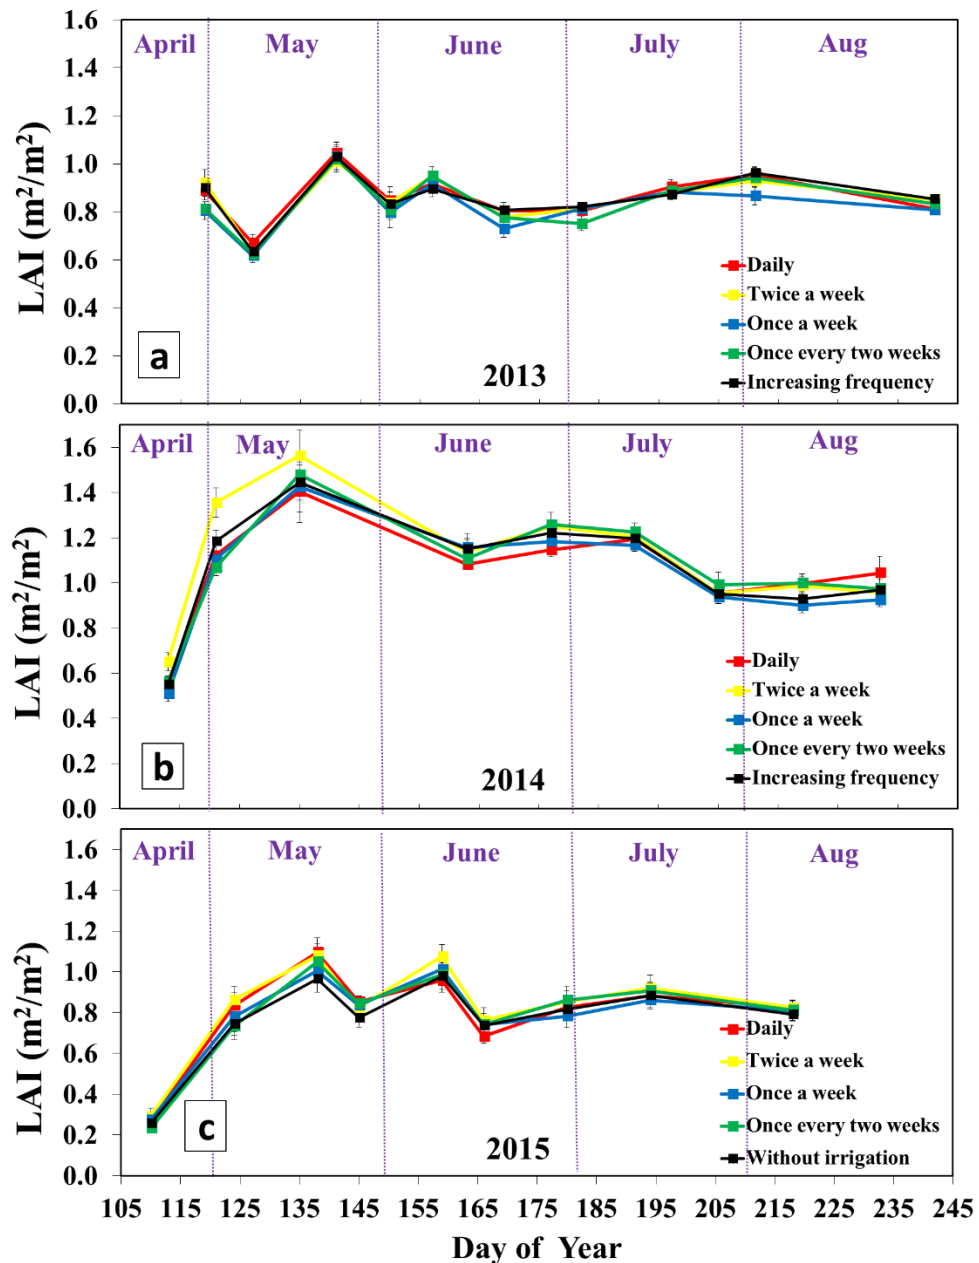 LAI (m²/m²)
1.6
1.4
1.2
1.0
0.8
0.6
0.4
0.2
0.0
April May June July Aug
Daily
Twice a week
Once a week
Once every two weeks
Increasing frequency
a
2013
LAI (m²/m²)
1.6
1.4
1.2
1.0
0.8
0.6
0.4
0.2
0.0
April May June July Aug
Daily
Twice a week
Once a week
Once every two weeks
Increasing frequency
b
2014
LAI (m²/m²)
1.6
1.4
1.2
1.0
0.8
0.6
0.4
0.2
0.0
April May June July Aug
Daily
Twice a week
Once a week
Once every two weeks
Without irrigation
c
2015
105 115 125 135 145 155 165 175 185 195 205 215 225 235 245
Day of Year